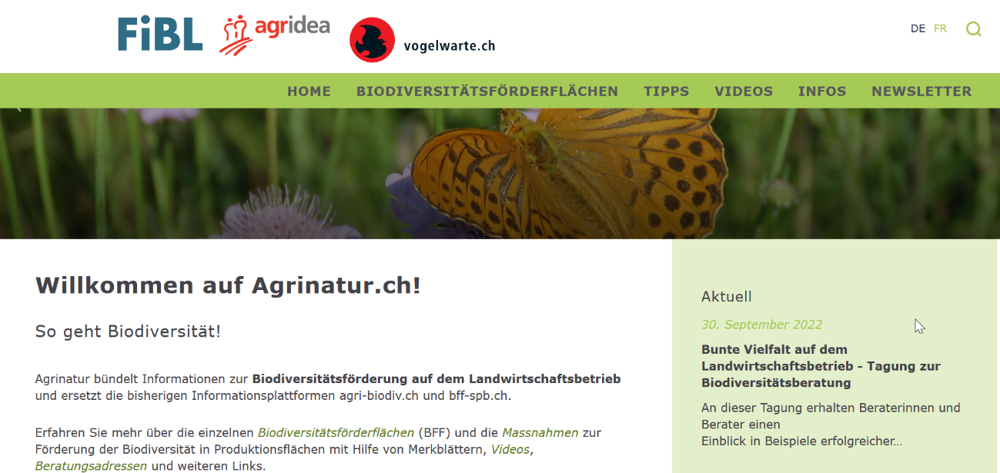 FiBL agridea vogelwarte.ch
DE FR
HOME BIODIVERSITÄTSFÖRDERFLÄCHEN TIPPS VIDEOS INFOS NEWSLETTER
Willkommen auf Agrinatur.ch!
So geht Biodiversität!
Agrinatur bündelt Informationen zur Biodiversitätsförderung auf dem Landwirtschaftsbetrieb
und ersetzt die bisherigen Informationsplattformen agri-biodiv.ch und bff-spb.ch.
Erfahren Sie mehr über die einzelnen Biodiversitätsförderflächen (BFF) und die Massnahmen zur
Förderung der Biodiversität in Produktionsflächen mit Hilfe von Merkblättern, Videos,
Beratungsadressen und weiteren Links.
Aktuell
30. September 2022
Bunte Vielfalt auf dem
Landwirtschaftsbetrieb - Tagung zur
Biodiversitätsberatung
An dieser Tagung erhalten Beraterinnen und
Berater einen
Einblick in Beispiele erfolgreicher...